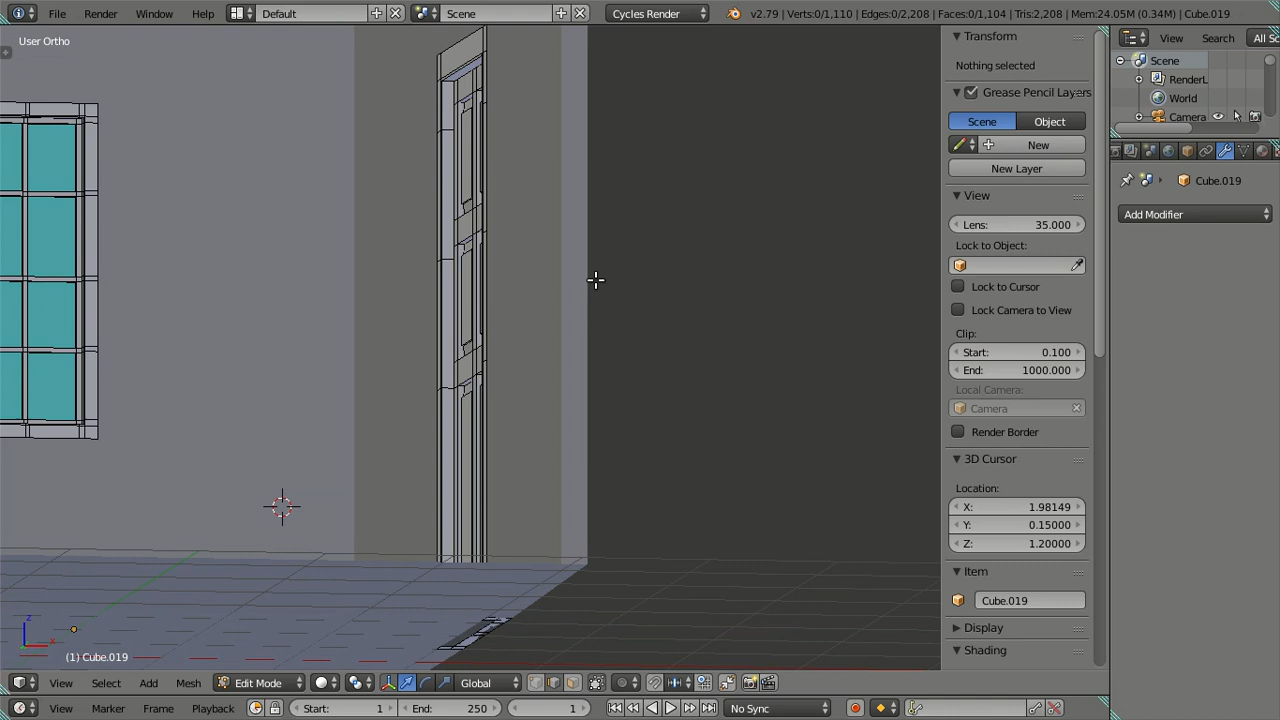 File Render Window Help Default Scene Cycles Render v2.79 | Verts:0/1,110 | Edges:0/2,208 | Faces:0/1,104 | Tris:2,208 | Mem:24.05M (0.34M) | Cube.019
User Ortho
Transform
Nothing selected
Grease Pencil Layers
Scene Object
New
New Layer
View
Lens: 35.000
Lock to Object:
Lock to Cursor
Lock Camera to View
Clip:
Start: 0.100
End: 1000.000
Local Camera:
Camera
Render Border
3D Cursor
Location:
X: 1.98149
Y: 0.15000
Z: 1.20000
Item
Cube.019
Display
Shading
View Search All Sc
Scene
RenderL
World
Camera
Cube.019
Add Modifier
z
x
(1) Cube.019
View Select Add Mesh Edit Mode Global
View Marker Frame Playback Start: 1 End: 250 1 No Sync